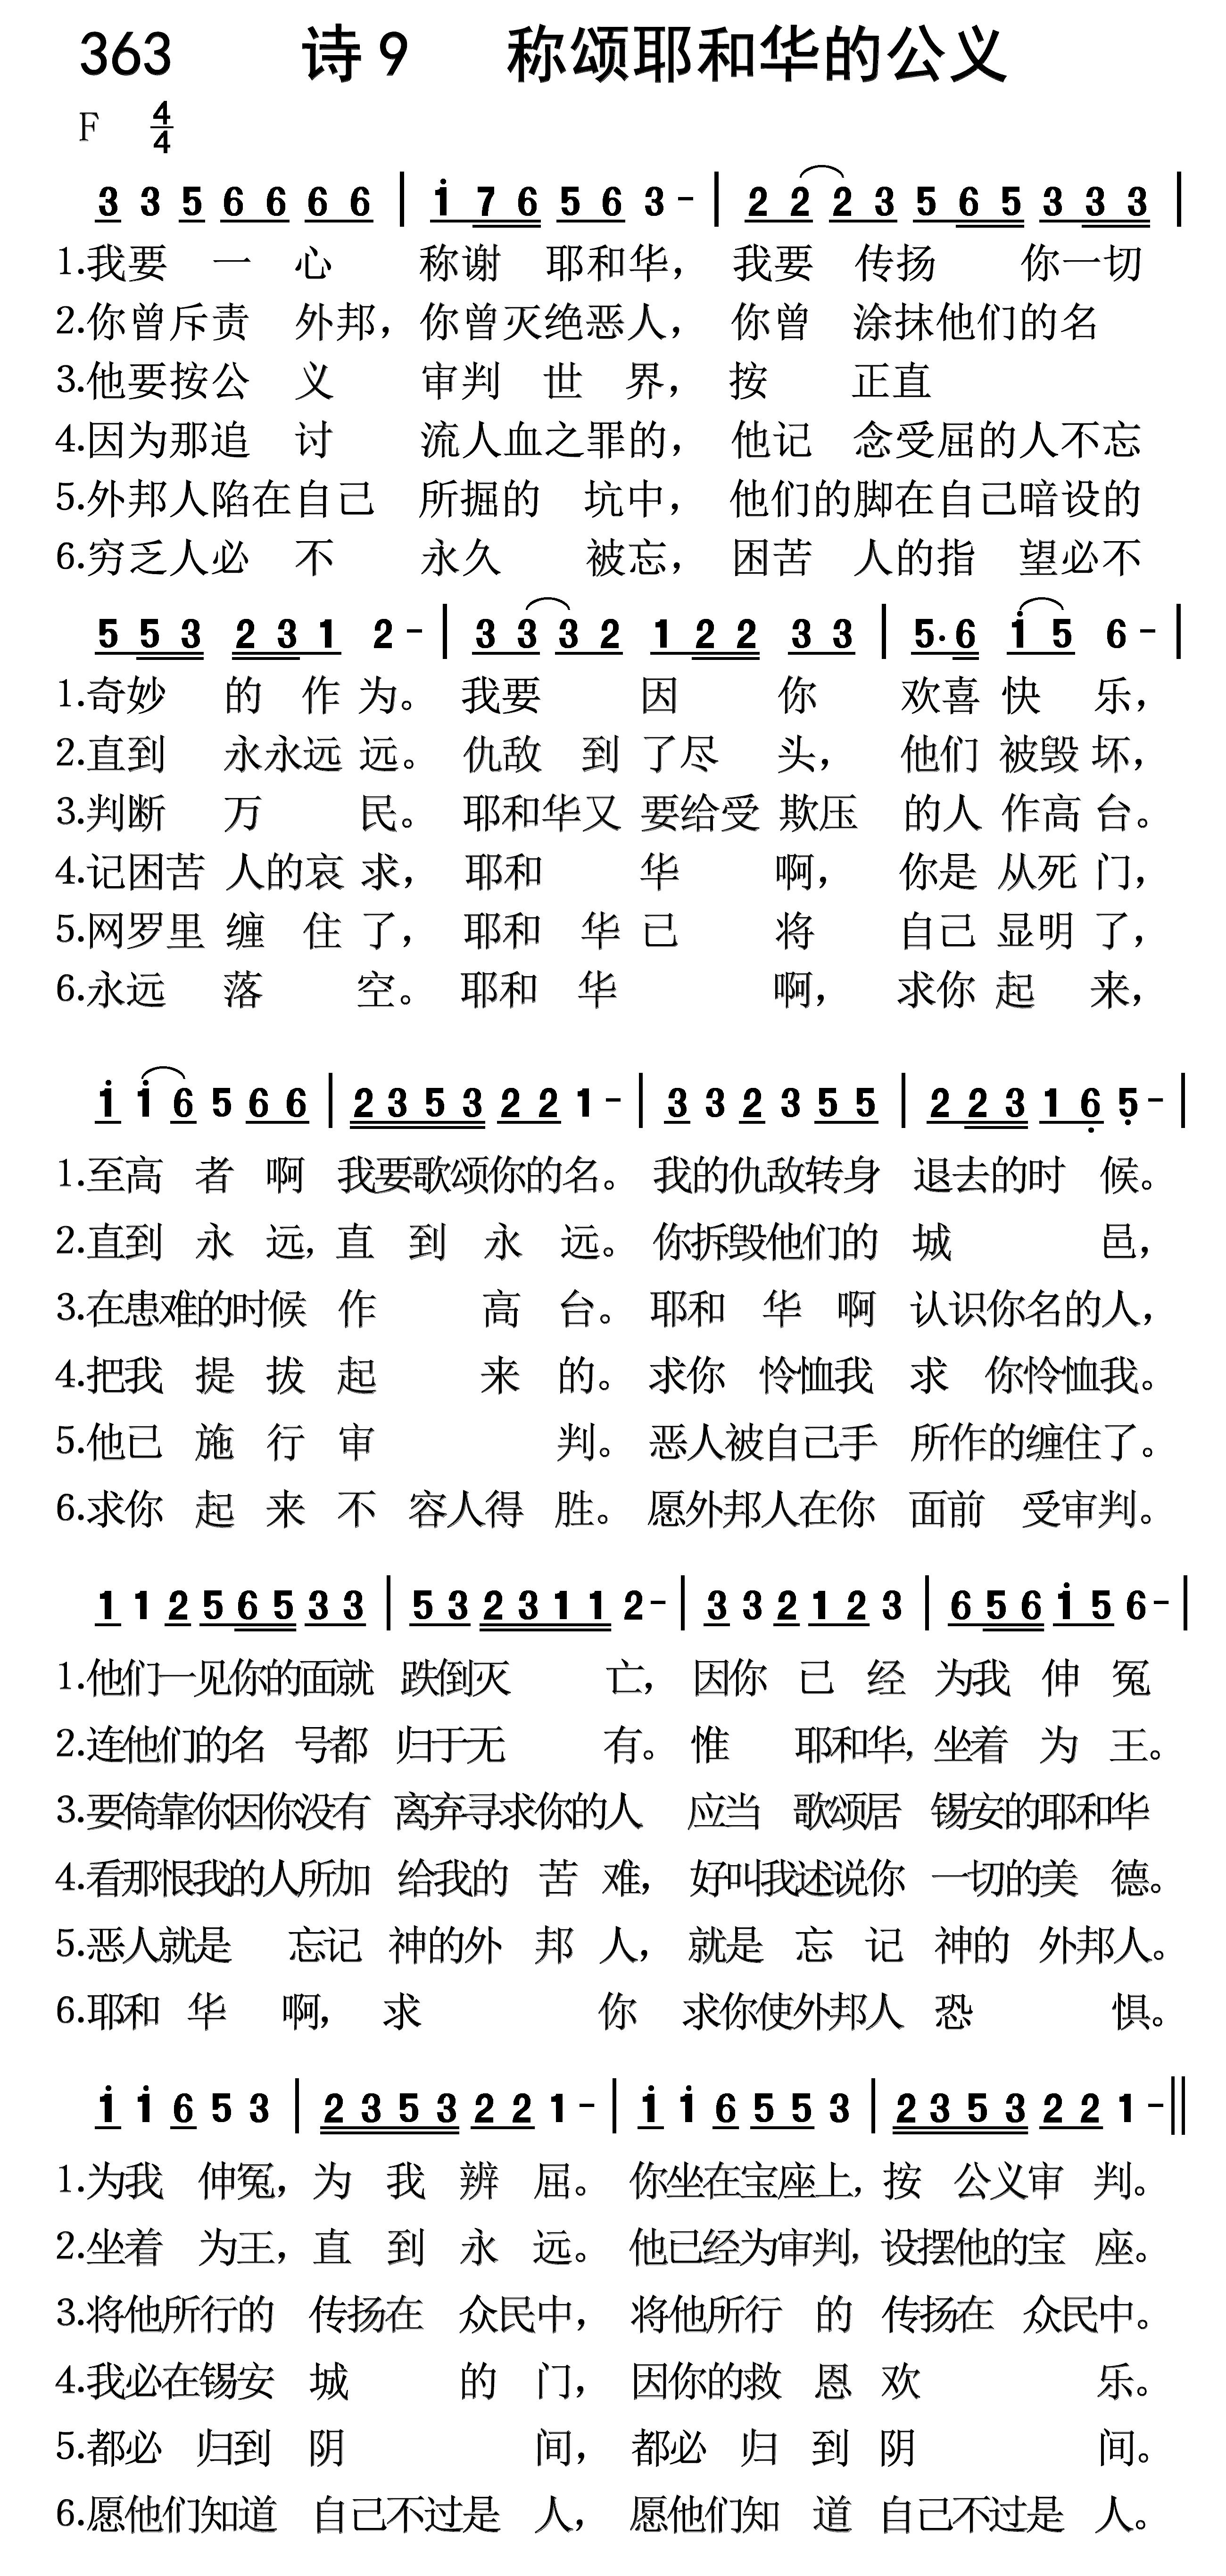 363 诗9 称颂耶和华的公义
F 4/4
3 3 5 6 6 6 6 | i 7 6 5 6 3 - | 2 2 2 3 5 6 5 3 3 3 |
1.我要 一 心 称谢 耶和华， 我要 传扬 你一切
2.你曾斥责 外邦，你曾灭绝恶人， 你曾 涂抹他们的名
3.他要按公 义 审判 世 界， 按 正直
4.因为那追 讨 流人血之罪的， 他记 念受屈的人不忘
5.外邦人陷在自己 所掘的 坑中， 他们的脚在自己暗设的
6.穷乏人必 不 永久 被忘， 困苦 人的指 望必不
5 5 3 2 3 1 2 - | 3 3 3 2 1 2 2 3 3 | 5. 6 i 5 6 - |
1.奇妙 的 作 为。 我要 因 你 欢喜 快 乐，
2.直到 永永远 远。 仇敌 到 了尽 头， 他们 被毁 坏，
3.判断 万 民。 耶和华又 要给受 欺压 的人 作高 台。
4.记困苦 人的哀 求， 耶和 华 啊， 你是 从死 门，
5.网罗里 缠 住 了， 耶和 华 已 将 自己 显明 了，
6.永远 落 空。 耶和 华 啊， 求你 起 来，
i i 6 5 6 6 | 2 3 5 3 2 2 1 - | 3 3 2 3 5 5 | 2 2 3 1 6̣ 5̣ - |
1.至高 者 啊 我要歌颂你的名。 我的仇敌转身 退去的时 候。
2.直到 永 远，直 到 永 远。 你拆毁他们的 城 邑，
3.在患难的时候 作 高 台。 耶和 华 啊 认识你名的人，
4.把我 提 拔 起 来 的。 求你 怜恤我 求 你怜恤我。
5.他已 施 行 审 判。 恶人被自己手 所作的缠住了。
6.求你 起 来 不 容人得 胜。 愿外邦人在你 面前 受审判。
1 1 2 5 6 5 3 3 | 5 3 2 3 1 1 2 - | 3 3 2 1 2 3 | 6 5 6 i 5 6 - |
1.他们一见你的面就 跌倒灭 亡， 因你 已 经 为我 伸 冤
2.连他们的名 号都 归于无 有。 惟 耶和华，坐着 为 王。
3.要倚靠你因你没有 离弃寻求你的人 应当 歌颂居 锡安的耶和华
4.看那恨我的人所加 给我的 苦 难， 好叫我述说你 一切的美 德。
5.恶人就是 忘记 神的外 邦 人， 就是 忘 记 神的 外邦人。
6.耶和 华 啊， 求 你 求你使外邦人 恐 惧。
i i 6 5 3 | 2 3 5 3 2 2 1 - | i i 6 5 5 3 | 2 3 5 3 2 2 1 - ||
1.为我 伸冤，为 我 辨 屈。 你坐在宝座上，按 公义审 判。
2.坐着 为王，直 到 永 远。 他已经为审判，设摆他的宝 座。
3.将他所行的 传扬在 众民中， 将他所行 的 传扬在 众民中。
4.我必在锡安 城 的 门， 因你的救 恩 欢 乐。
5.都必 归到 阴 间， 都必 归 到 阴 间。
6.愿他们知道 自己不过是 人， 愿他们知 道 自己不过是 人。